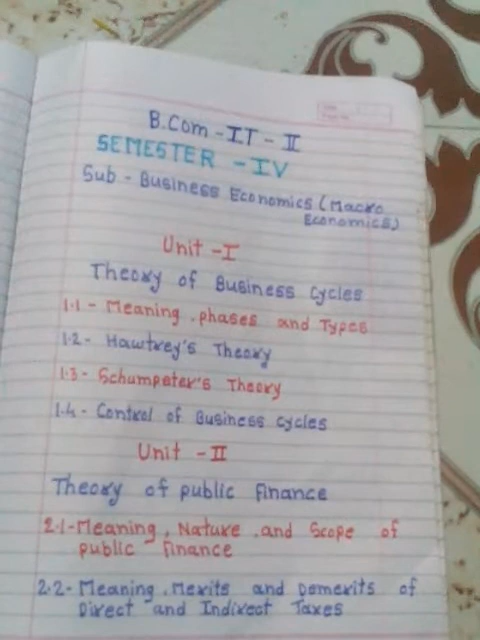 B.Com-IT-II
SEMESTER -IV
Sub - Business Economics (Macro
Economics)
Unit -I
Theory of Business Cycles
1.1- Meaning, phases and Types
1.2- Hawtrey's Theory
1.3- Schumpeter's Theory
1.4- Control of Business cycles
Unit -II
Theory of public finance
2.1-Meaning, Nature and Scope of
public finance
2.2- Meaning, Merits and Demerits of
Direct and Indirect Taxes